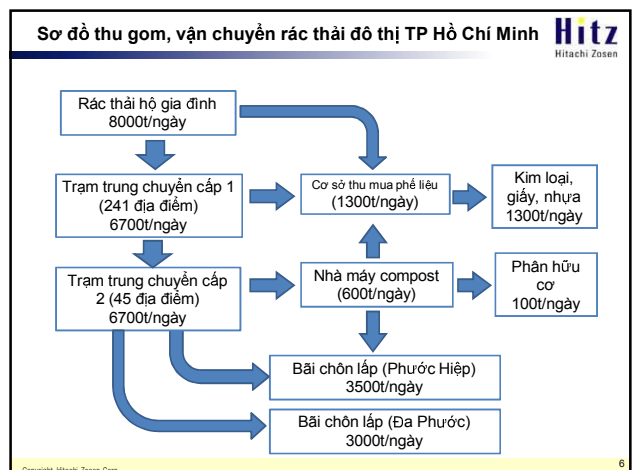 Sơ đồ thu gom, vận chuyển rác thải đô thị TP Hồ Chí Minh
Hitz
Hitachi Zosen
Rác thải hộ gia đình
8000t/ngày
Trạm trung chuyển cấp 1
(241 địa điểm)
6700t/ngày
Cơ sở thu mua phế liệu
(1300t/ngày)
Kim loại,
giấy, nhựa
1300t/ngày
Trạm trung chuyển cấp
2 (45 địa điểm)
6700t/ngày
Nhà máy compost
(600t/ngày)
Phân hữu
cơ
100t/ngày
Bãi chôn lấp (Phước Hiệp)
3500t/ngày
Bãi chôn lấp (Đa Phước)
3000t/ngày
Copyright Hitachi Zosen Corp
6